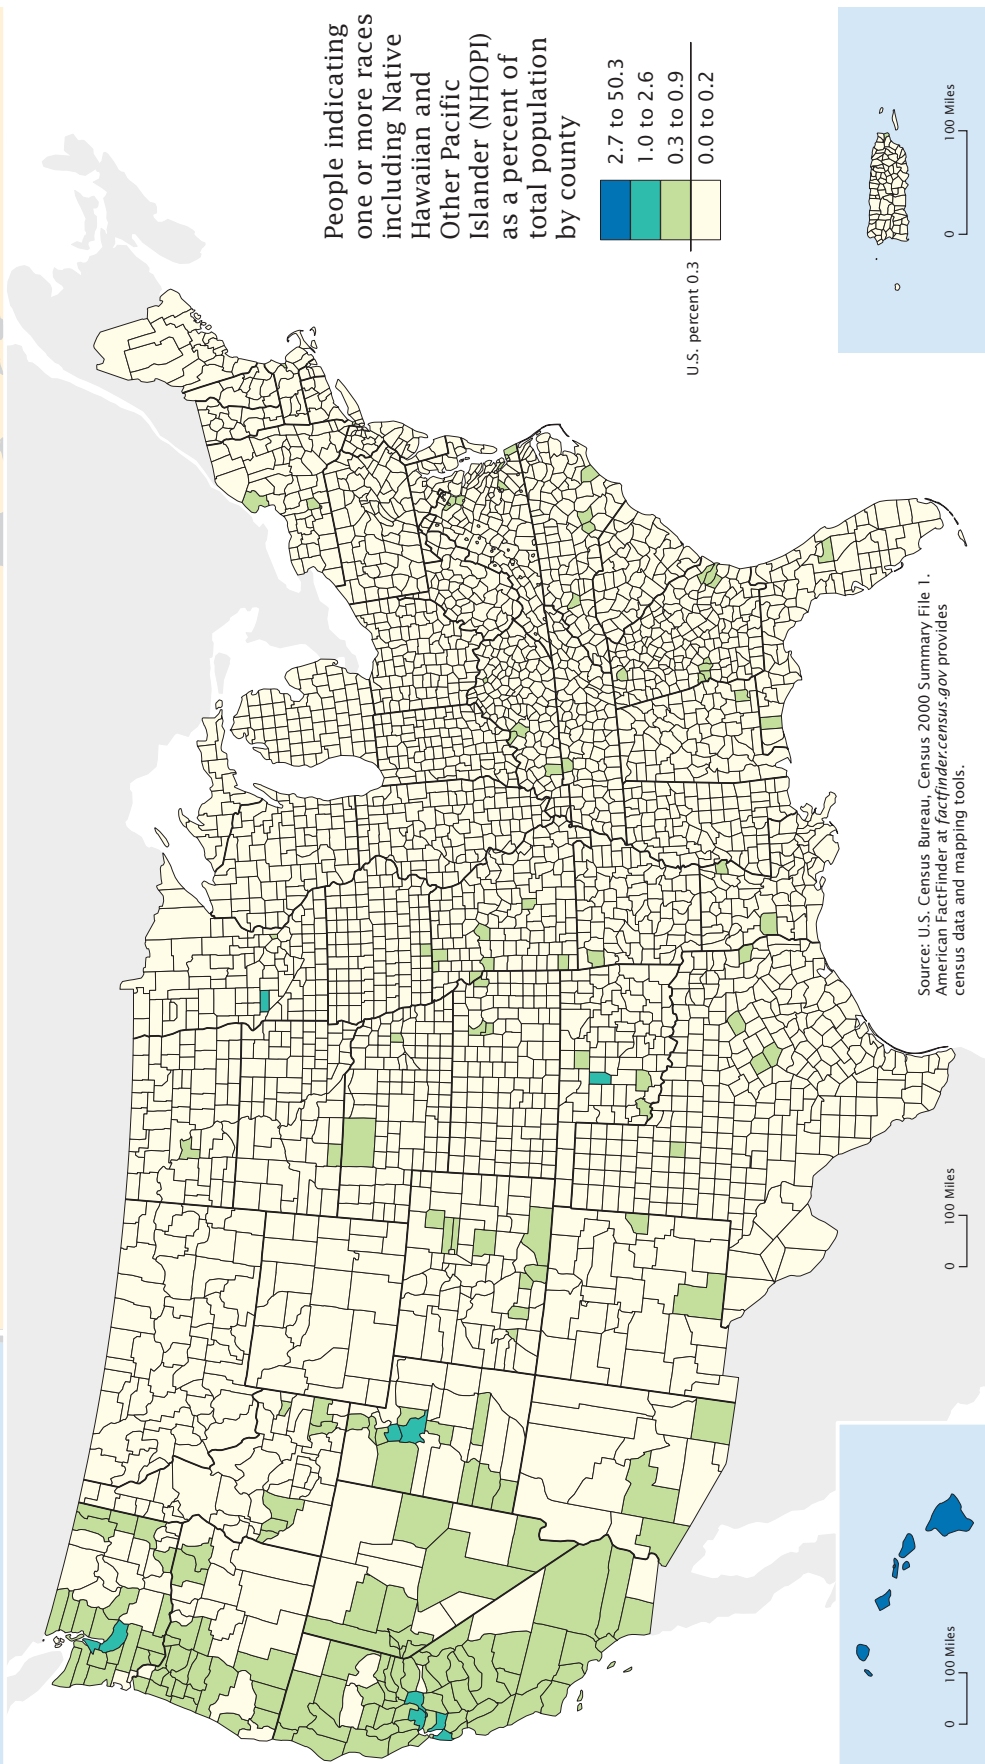 People indicating
one or more races
including Native
Hawaiian and
Other Pacific
Islander (NHOPI)
as a percent of
total population
by county
2.7 to 50.3
1.0 to 2.6
0.3 to 0.9
0.0 to 0.2
U.S. percent 0.3
Source: U.S. Census Bureau, Census 2000 Summary File 1.
American FactFinder at factfinder.census.gov provides
census data and mapping tools.
0 100 Miles
0 100 Miles
0 100 Miles